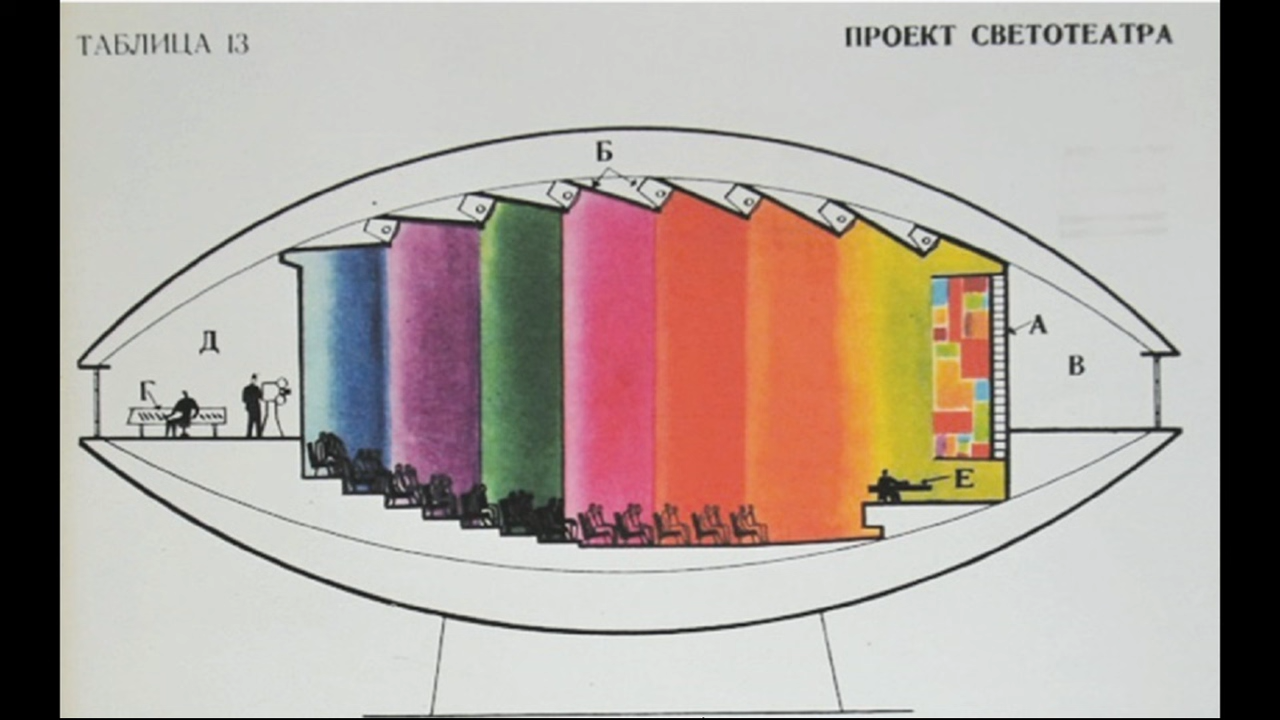 ТАБЛИЦА 13
ПРОЕКТ СВЕТОТЕАТРА
Б
А
Д
В
Г
Е